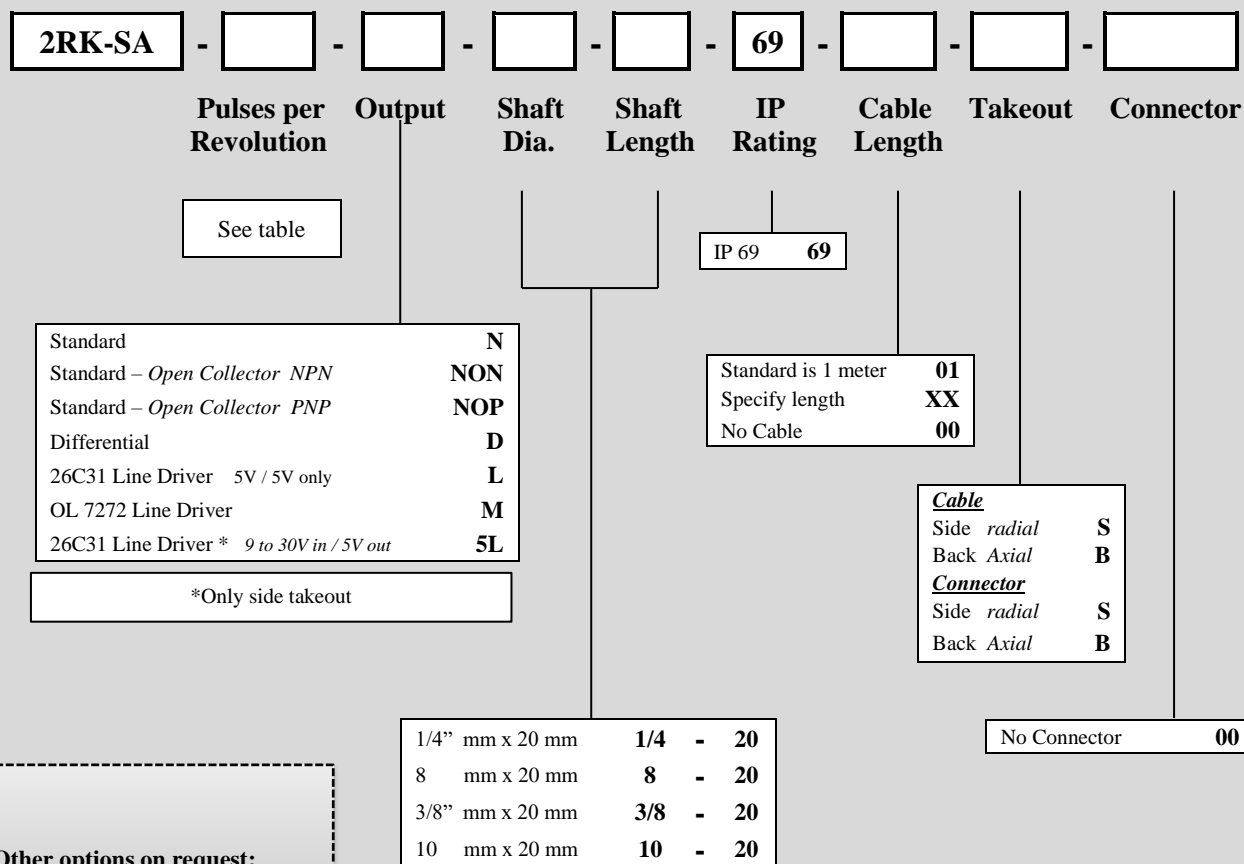 2RK-SA - - - - - 69 - - -
Pulses per Revolution Output Shaft Dia. Shaft Length IP Rating Cable Length Takeout Connector
See table
IP 69 69
Standard N
Standard – Open Collector NPN NON
Standard – Open Collector PNP NOP
Differential D
26C31 Line Driver 5V / 5V only L
OL 7272 Line Driver M
26C31 Line Driver * 9 to 30V in / 5V out 5L
*Only side takeout
Standard is 1 meter 01
Specify length XX
No Cable 00
Cable
Side radial S
Back Axial B
Connector
Side radial S
Back Axial B
No Connector 00
1/4” mm x 20 mm 1/4 - 20
8 mm x 20 mm 8 - 20
3/8” mm x 20 mm 3/8 - 20
10 mm x 20 mm 10 - 20
Other options on request: